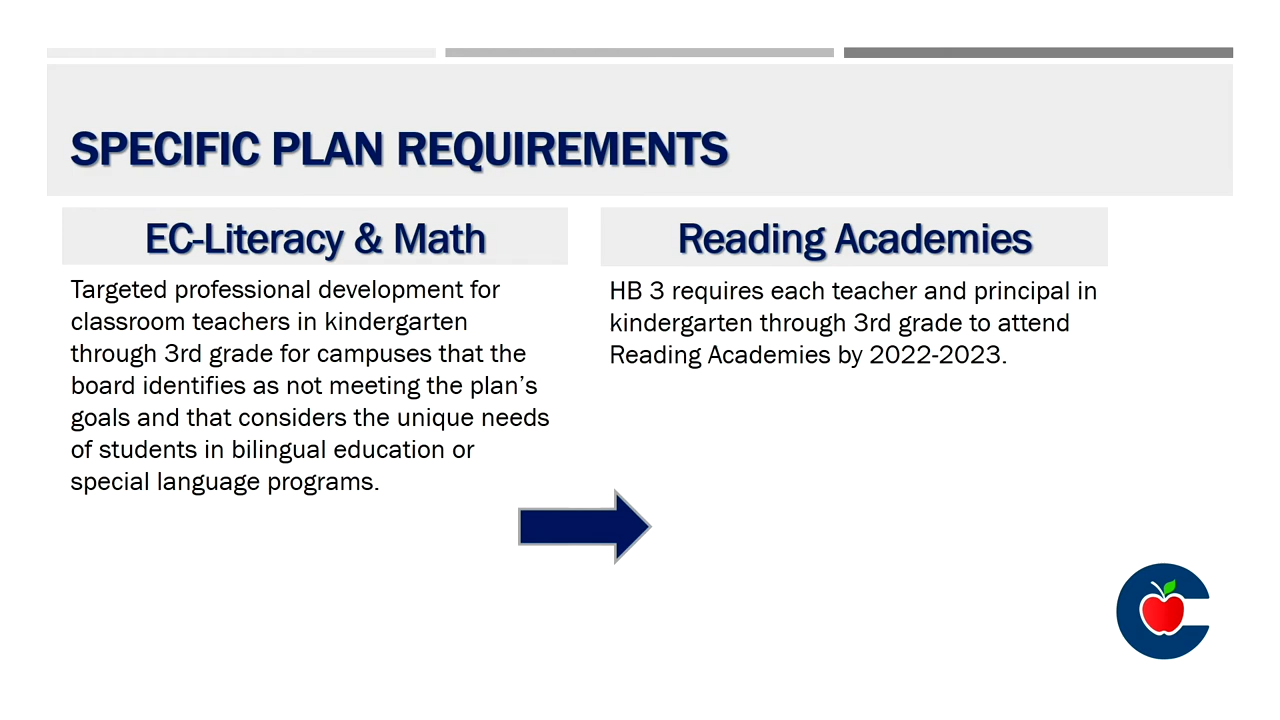 SPECIFIC PLAN REQUIREMENTS
EC-Literacy & Math
Targeted professional development for
classroom teachers in kindergarten
through 3rd grade for campuses that the
board identifies as not meeting the plan’s
goals and that considers the unique needs
of students in bilingual education or
special language programs.
Reading Academies
HB 3 requires each teacher and principal in
kindergarten through 3rd grade to attend
Reading Academies by 2022-2023.